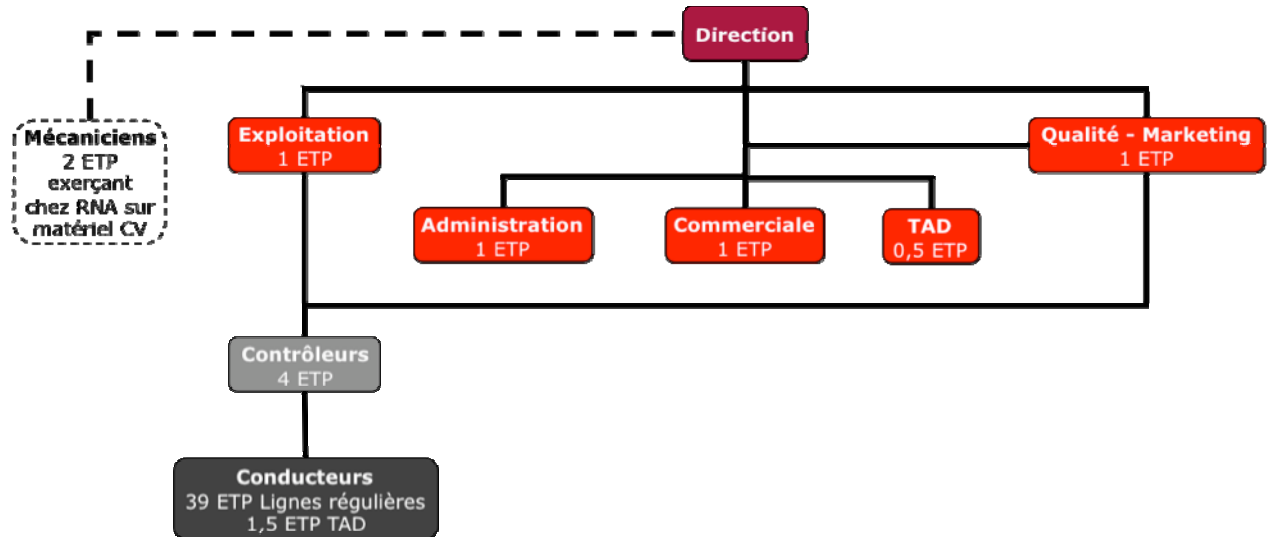 Direction
Mécaniciens
2 ETP
exerçant
chez RNA sur
matériel CV
Exploitation
1 ETP
Qualité - Marketing
1 ETP
Administration
1 ETP
Commerciale
1 ETP
TAD
0,5 ETP
Contrôleurs
4 ETP
Conducteurs
39 ETP Lignes régulières
1,5 ETP TAD